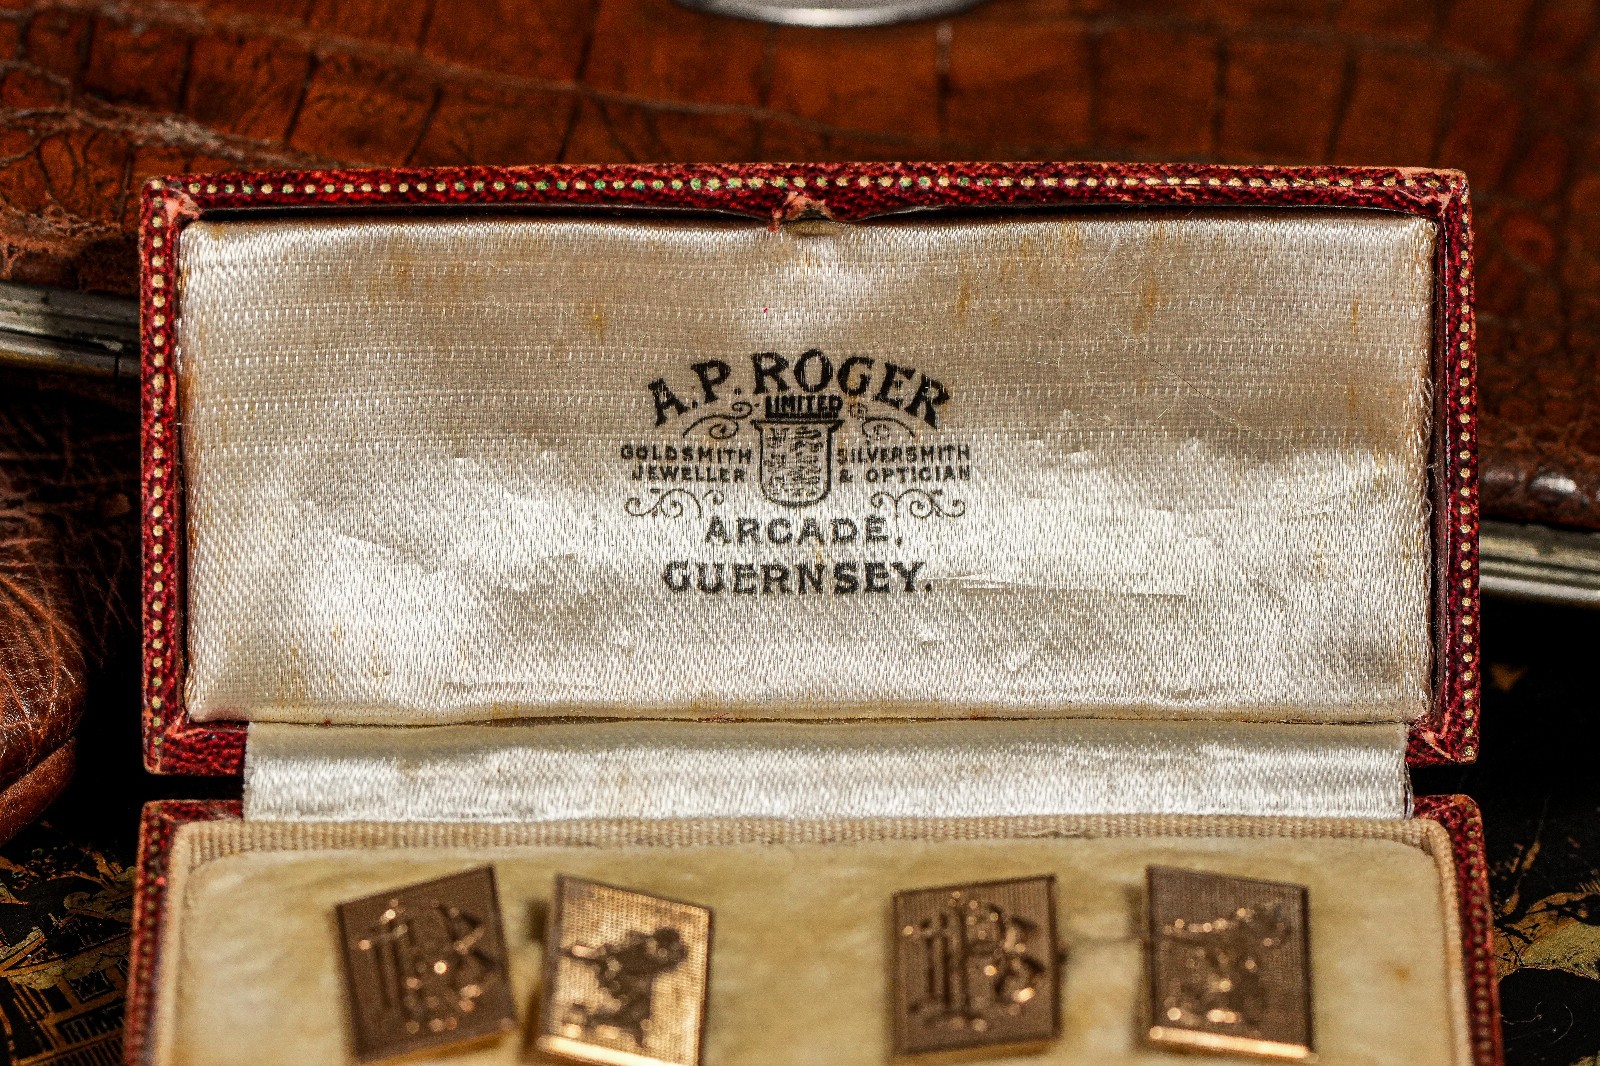 A.P. ROGER
LIMITED
GOLDSMITH SILVERSMITH
JEWELLER & OPTICIAN
ARCADE,
GUERNSEY.